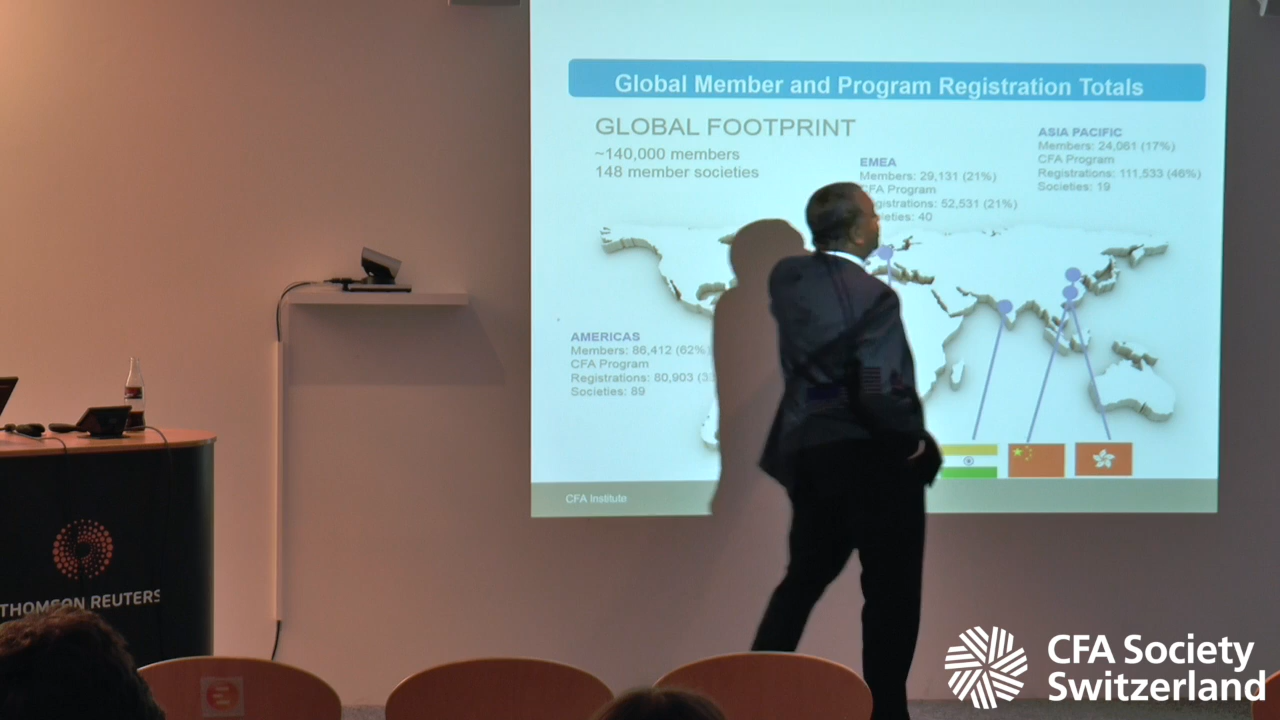 Global Member and Program Registration Totals
GLOBAL FOOTPRINT
~140,000 members
148 member societies
EMEA
Members: 29,131 (21%)
CFA Program
Registrations: 52,531 (21%)
40
ASIA PACIFIC
Members: 24,061 (17%)
CFA Program
Registrations: 111,533 (46%)
Societies: 19
AMERICAS
Members: 86,412 (62%)
CFA Program
Registrations: 80,903
Societies: 89
CFA Institute
THOMSON REUTERS
CFA Society
Switzerland